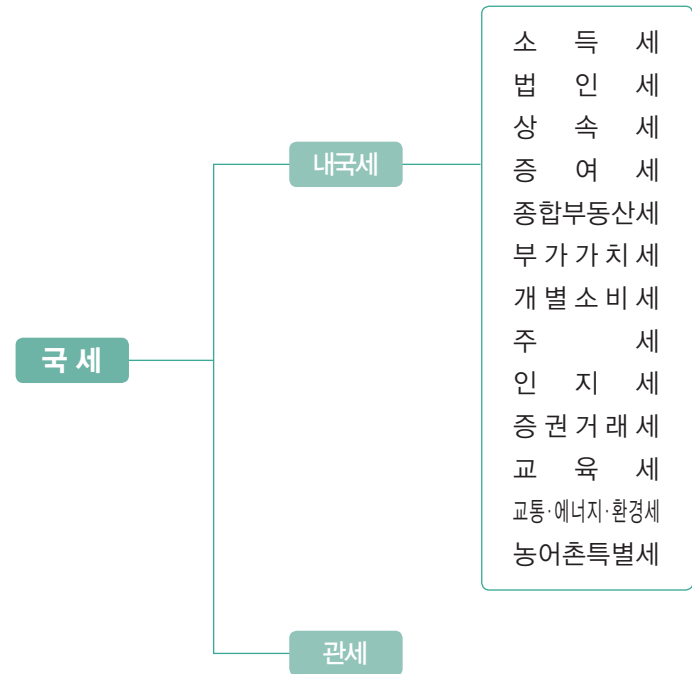 소득세
법인세
상속세
내국세
증여세
종합부동산세
부가가치세
개별소비세
주세
국세
인지세
증권거래세
교육세
교통·에너지·환경세
농어촌특별세
관세